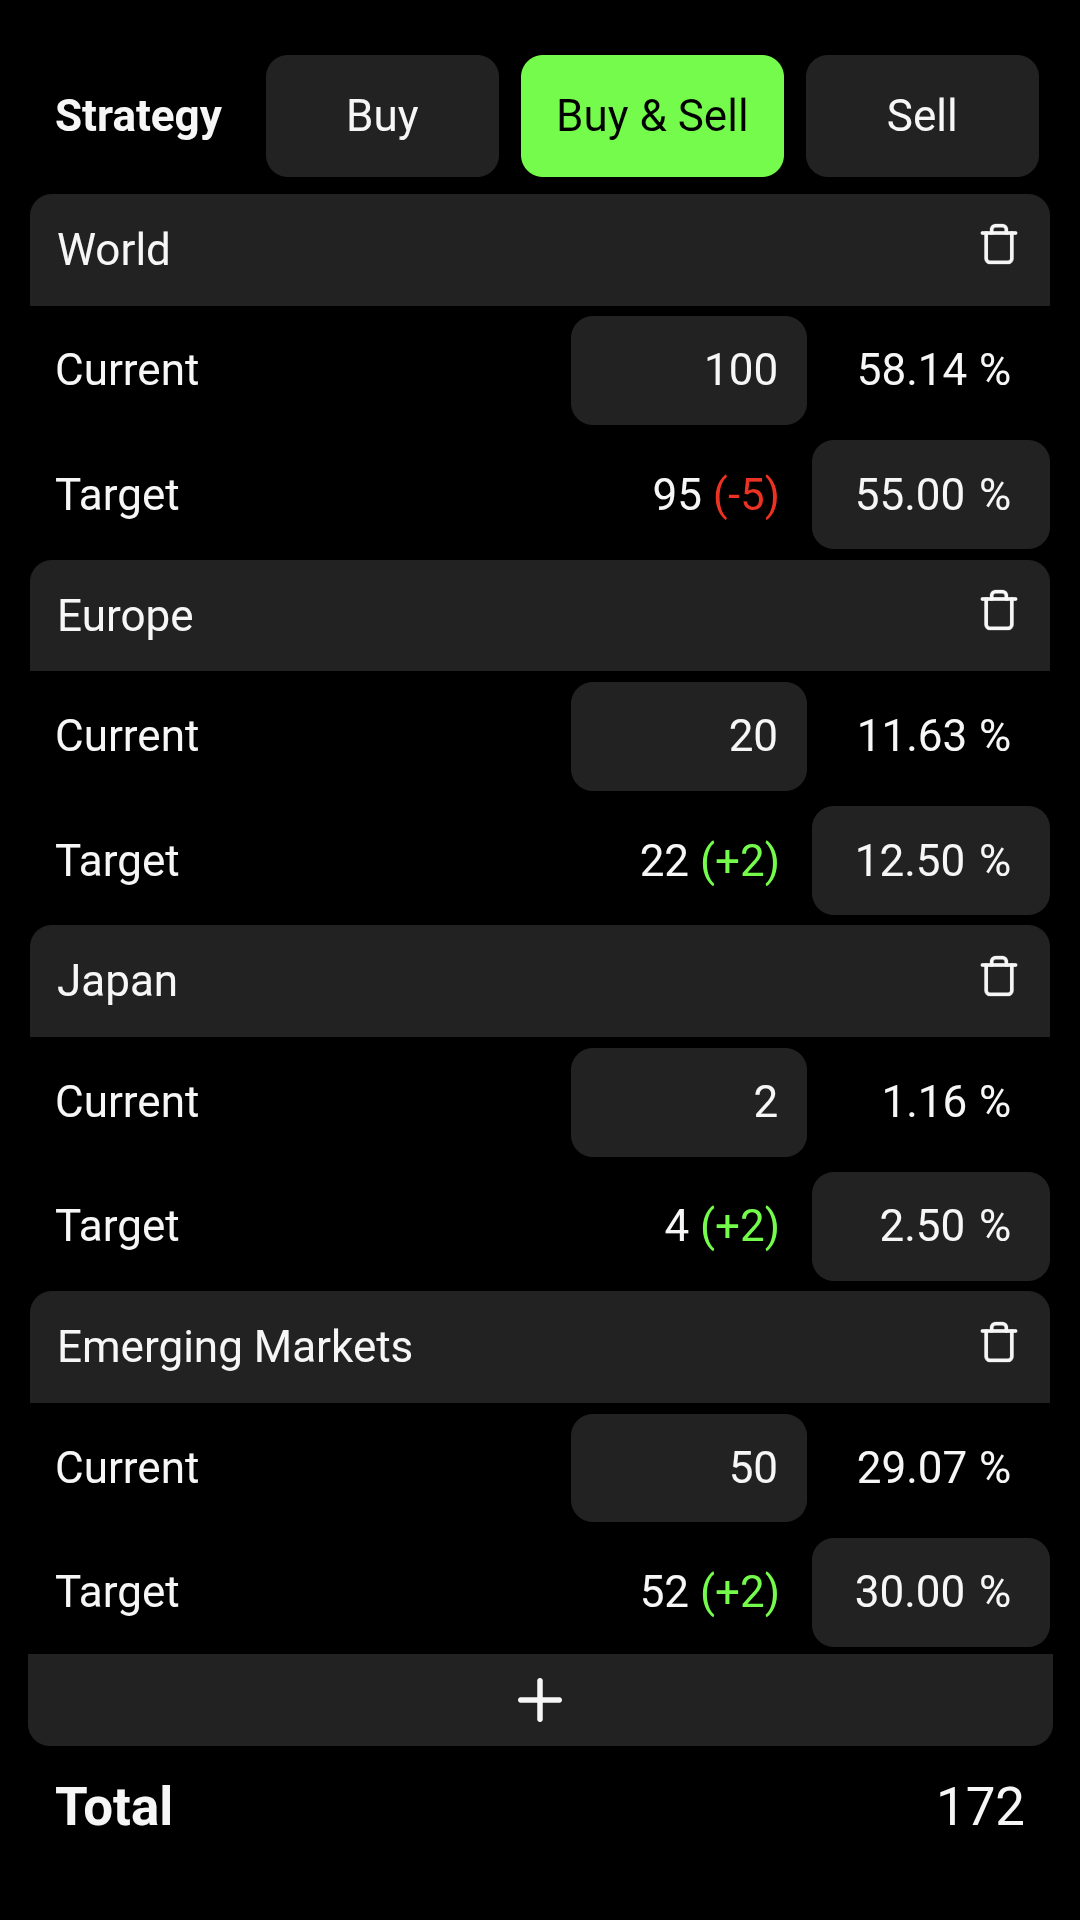 Strategy Buy Buy & Sell Sell
World
Current 100 58.14 %
Target 95 (-5) 55.00 %
Europe
Current 20 11.63 %
Target 22 (+2) 12.50 %
Japan
Current 2 1.16 %
Target 4 (+2) 2.50 %
Emerging Markets
Current 50 29.07 %
Target 52 (+2) 30.00 %
Total 172